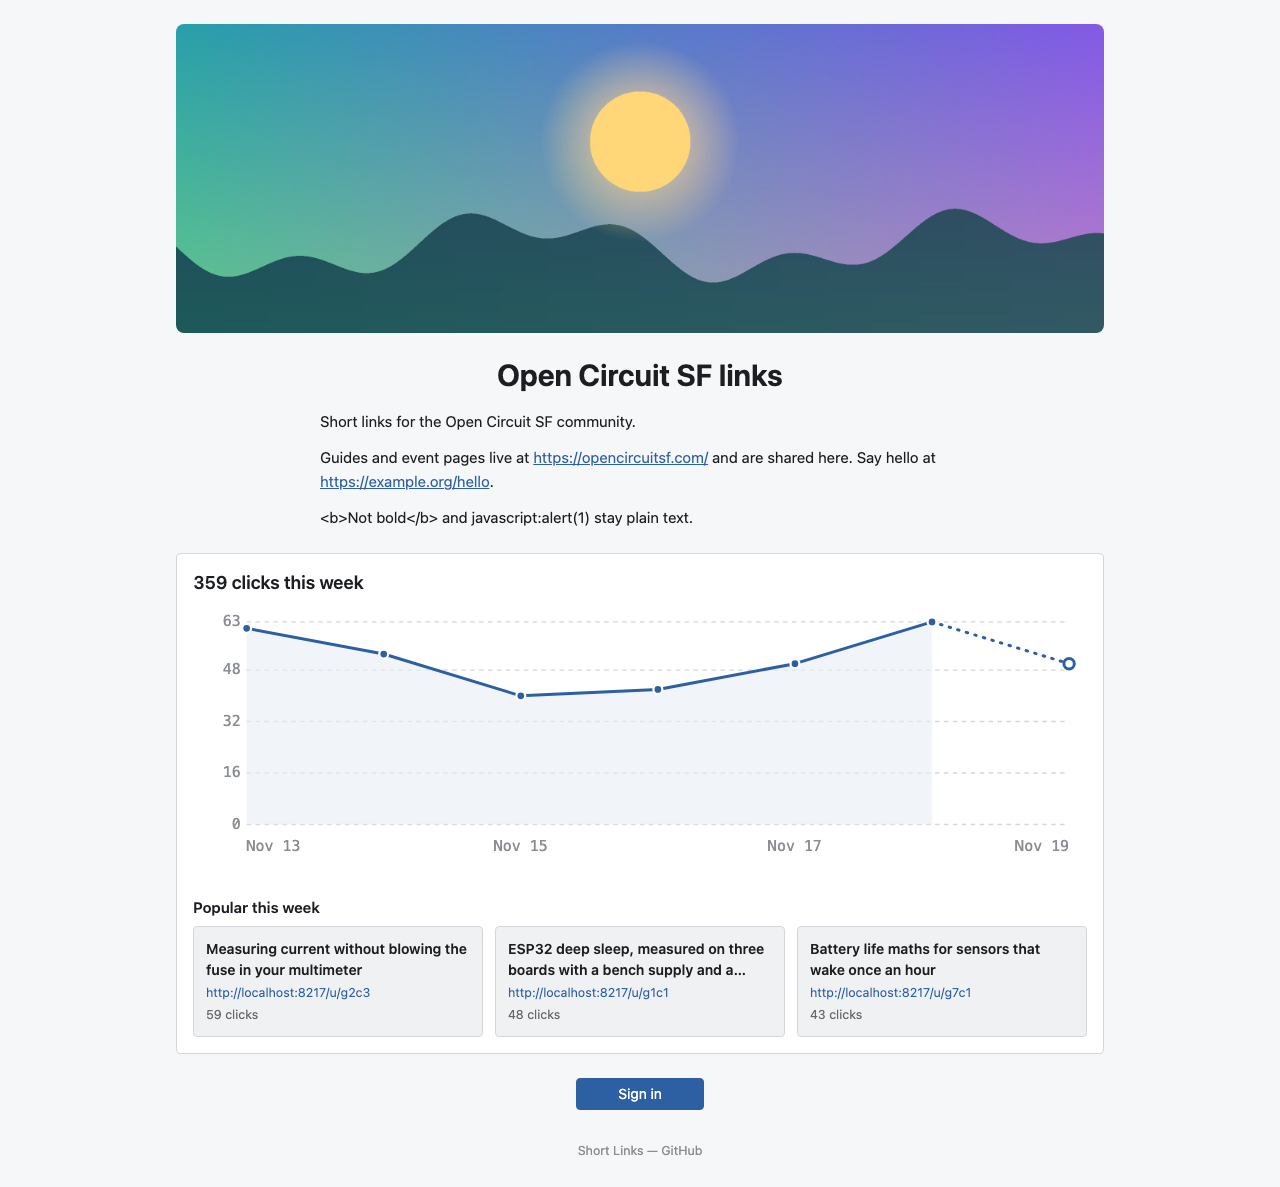 Open Circuit SF links
Short links for the Open Circuit SF community.
Guides and event pages live at https://opencircuitsf.com/ and are shared here. Say hello at
https://example.org/hello.
<b>Not bold</b> and javascript:alert(1) stay plain text.
359 clicks this week
63
48
32
16
0
Nov 13
Nov 15
Nov 17
Nov 19
Popular this week
Measuring current without blowing the
fuse in your multimeter
http://localhost:8217/u/g2c3
59 clicks
ESP32 deep sleep, measured on three
boards with a bench supply and a...
http://localhost:8217/u/g1c1
48 clicks
Battery life maths for sensors that
wake once an hour
http://localhost:8217/u/g7c1
43 clicks
Sign in
Short Links — GitHub